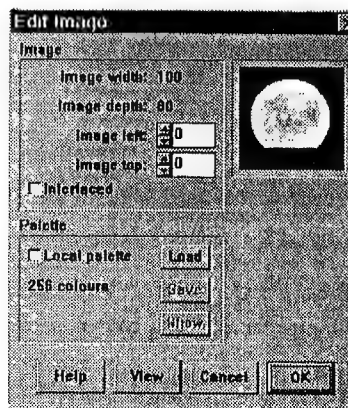 Edit Image
Image
Image width: 100
Image depth: 80
Image left: 0
Image top: 0
Interlaced
Palette
Local palette
Load
256 colours
Save
Show
Help View Cancel OK